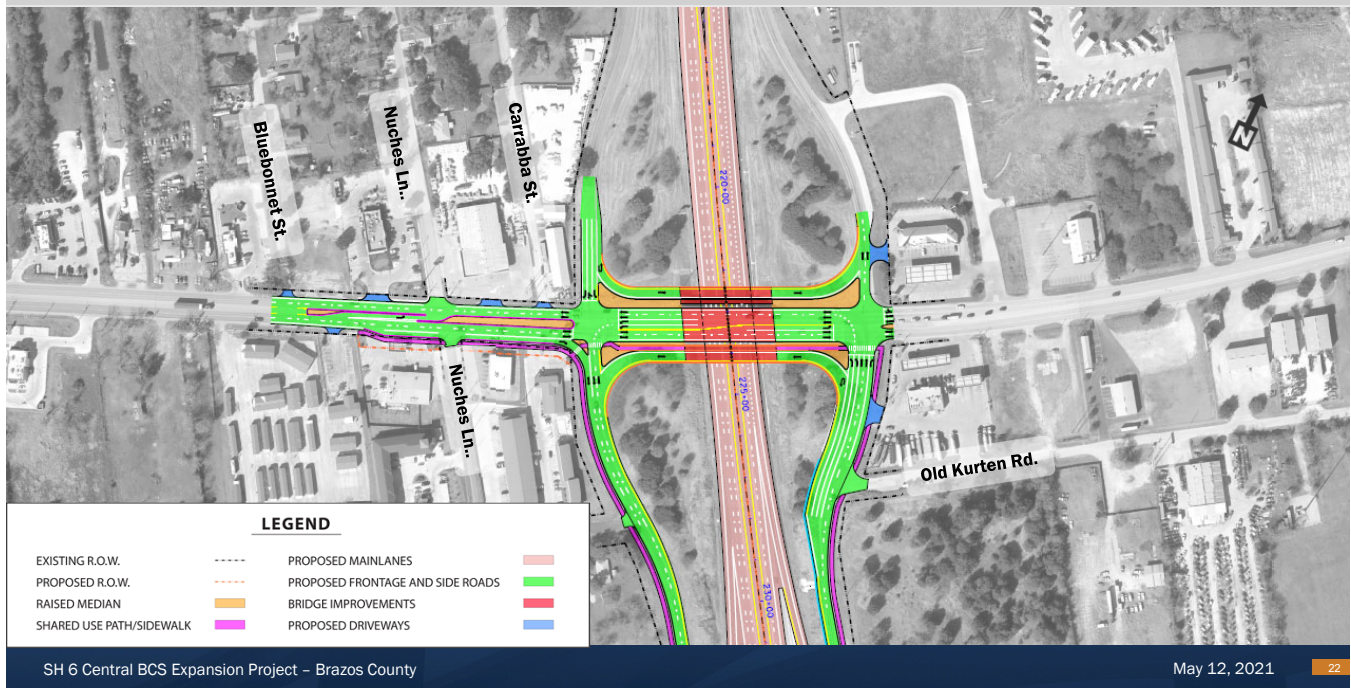 Bluebonnet St.
Nuches Ln..
Carrabba St.
220+00
N
225+00
Nuches Ln..
Old Kurten Rd.
230+00
LEGEND
EXISTING R.O.W.
PROPOSED R.O.W.
RAISED MEDIAN
SHARED USE PATH/SIDEWALK
PROPOSED MAINLANES
PROPOSED FRONTAGE AND SIDE ROADS
BRIDGE IMPROVEMENTS
PROPOSED DRIVEWAYS
SH 6 Central BCS Expansion Project – Brazos County
May 12, 2021
22